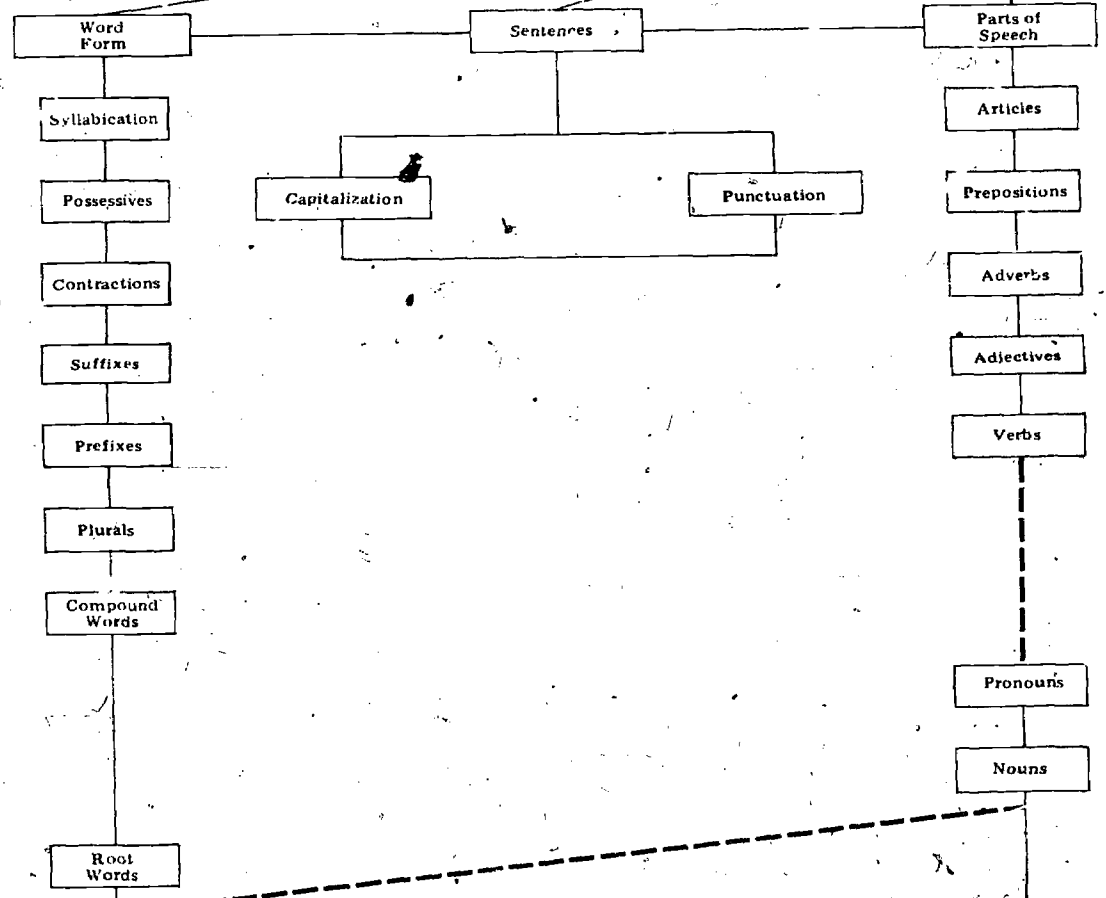 Word
Form
Sentences
Parts of
Speech
Syllabication
Articles
Possessives
Capitalization
Punctuation
Prepositions
Contractions
Adverbs
Suffixes
Adjectives
Prefixes
Verbs
Plurals
Compound
Words
Pronouns
Nouns
Root
Words